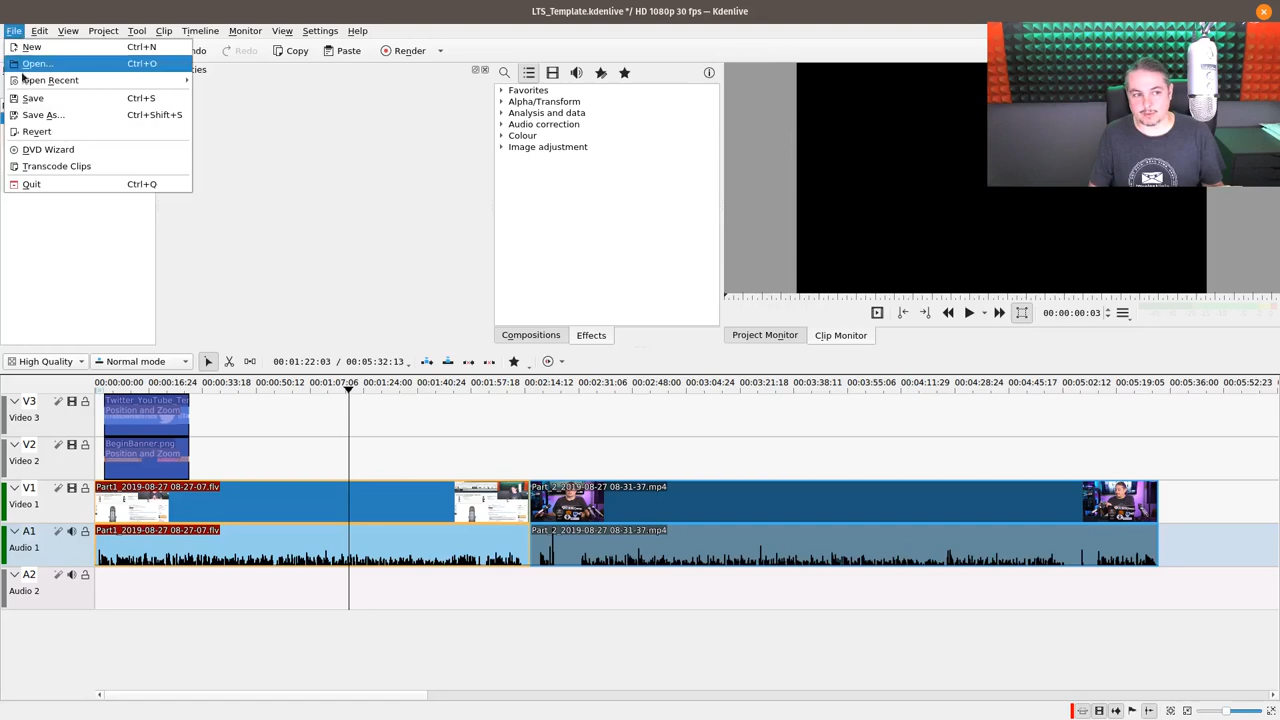 LTS_Template.kdenlive */ HD 1080p 30 fps — Kdenlive
File Edit View Project Tool Clip Timeline Monitor View Settings Help
New Ctrl+N
Open... Ctrl+O
Open Recent
Save Ctrl+S
Save As... Ctrl+Shift+S
Revert
DVD Wizard
Transcode Clips
Quit Ctrl+Q
Redo Copy Paste Render
Favorites
Alpha/Transform
Analysis and data
Audio correction
Colour
Image adjustment
00:00:00:03
Compositions Effects
Project Monitor Clip Monitor
High Quality Normal mode 00:01:22:03 / 00:05:32:13
00:00:00:00 00:00:16:24 00:00:33:18 00:00:50:12 00:01:07:06 00:01:24:00 00:01:40:24 00:01:57:18 00:02:14:12 00:02:31:06 00:02:48:00 00:03:04:24 00:03:21:18 00:03:38:11 00:03:55:06 00:04:11:29 00:04:28:24 00:04:45:17 00:05:02:12 00:05:19:05 00:05:36:00 00:05:52:23
V3
Video 3
Twitter_YouTube_Te
Position and Zoom
V2
Video 2
BeginBanner.png
Position and Zoom
V1
Video 1
Part1_2019-08-27 08-27-07.flv
Part_2_2019-08-27 08-31-37.mp4
A1
Audio 1
Part1_2019-08-27 08-27-07.flv
Part_2_2019-08-27 08-31-37.mp4
A2
Audio 2